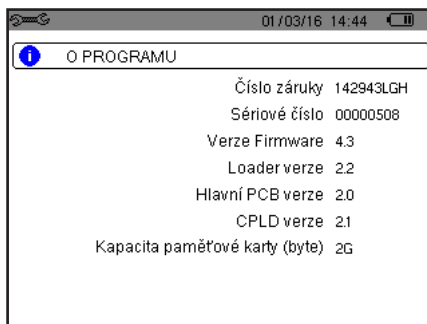 01/03/16 14:44
O PROGRAMU
Číslo záruky 142943LGH
Sériové číslo 00000508
Verze Firmware 4.3
Loader verze 2.2
Hlavní PCB verze 2.0
CPLD verze 2.1
Kapacita paměťové karty (byte) 2G